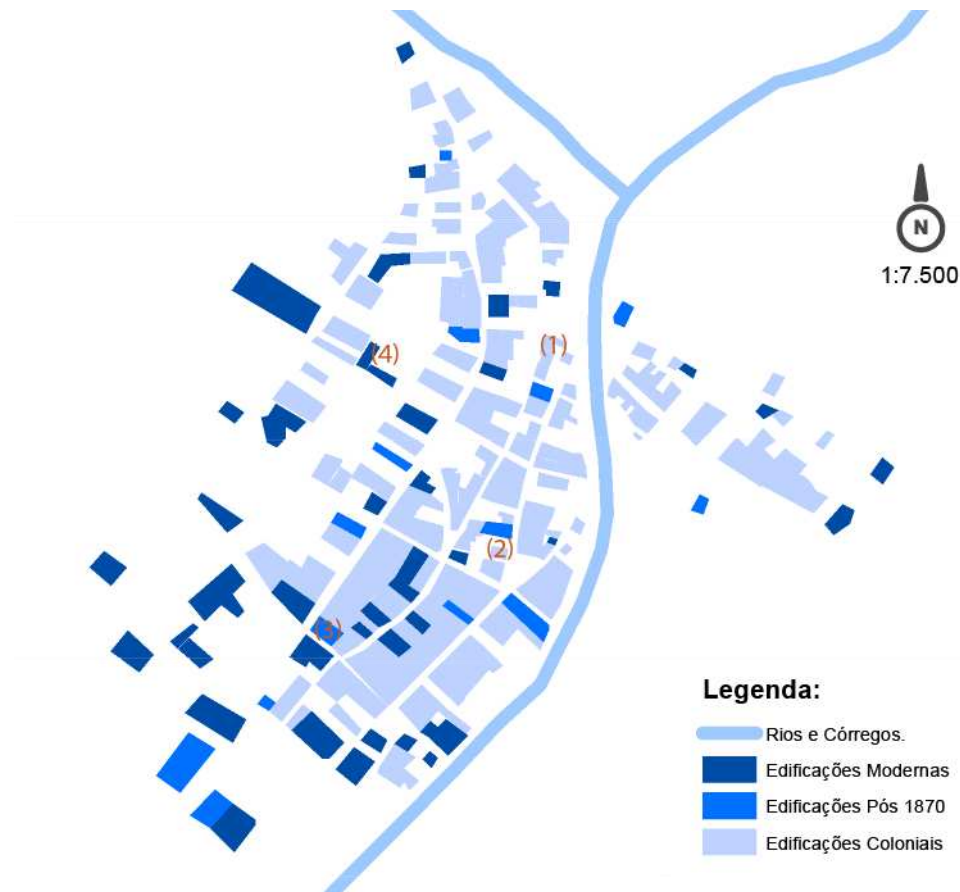 N
1:7.500
(1)
(4)
(2)
(3)
Legenda:
Rios e Córregos.
Edificações Modernas
Edificações Pós 1870
Edificações Coloniais